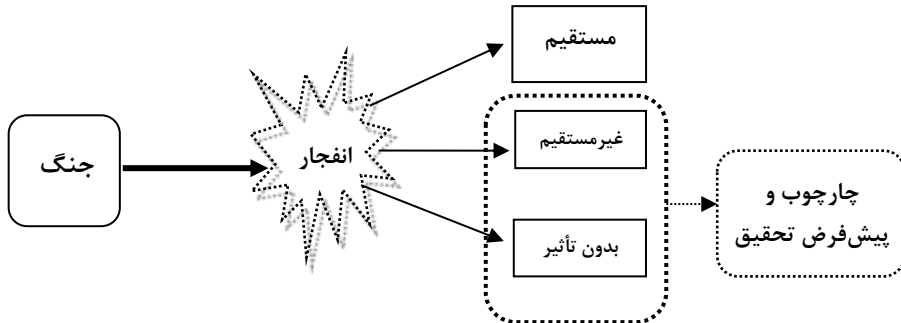 جنگ
انفجار
مستقیم
غیرمستقیم
بدون تأثیر
چارچوب و
پیش‌فرض تحقیق